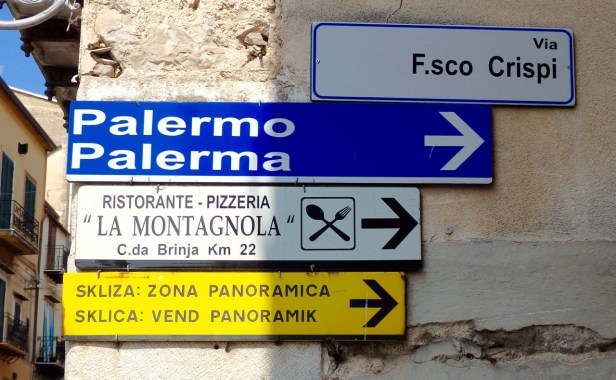 Via
F.sco Crispi
Palermo
Palerma
RISTORANTE - PIZZERIA
" LA MONTAGNOLA "
C.da Brinja Km 22
SKLIZA: ZONA PANORAMICA
SKLICA: VEND PANORAMIK